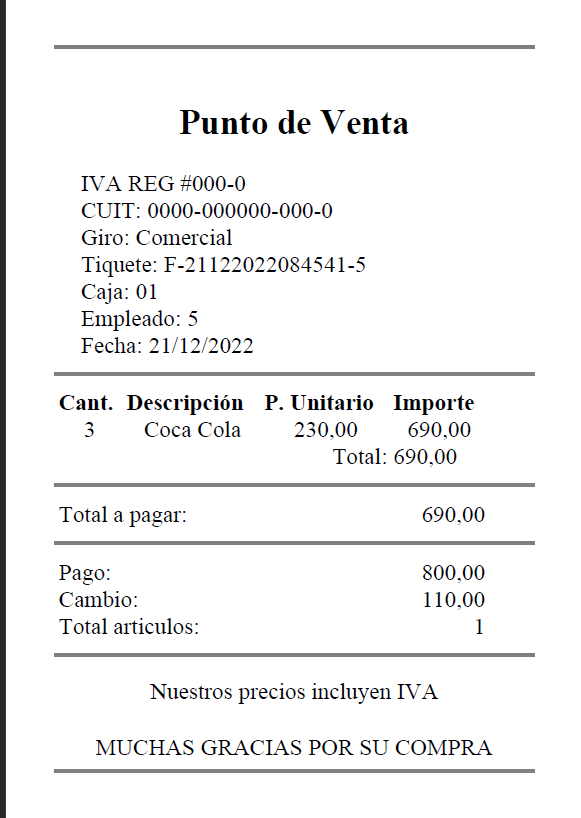 Punto de Venta
IVA REG #000-0
CUIT: 0000-000000-000-0
Giro: Comercial
Tiquete: F-21122022084541-5
Caja: 01
Empleado: 5
Fecha: 21/12/2022
Cant. Descripción P. Unitario Importe
3 Coca Cola 230,00 690,00
Total: 690,00
Total a pagar: 690,00
Pago: 800,00
Cambio: 110,00
Total articulos: 1
Nuestros precios incluyen IVA
MUCHAS GRACIAS POR SU COMPRA